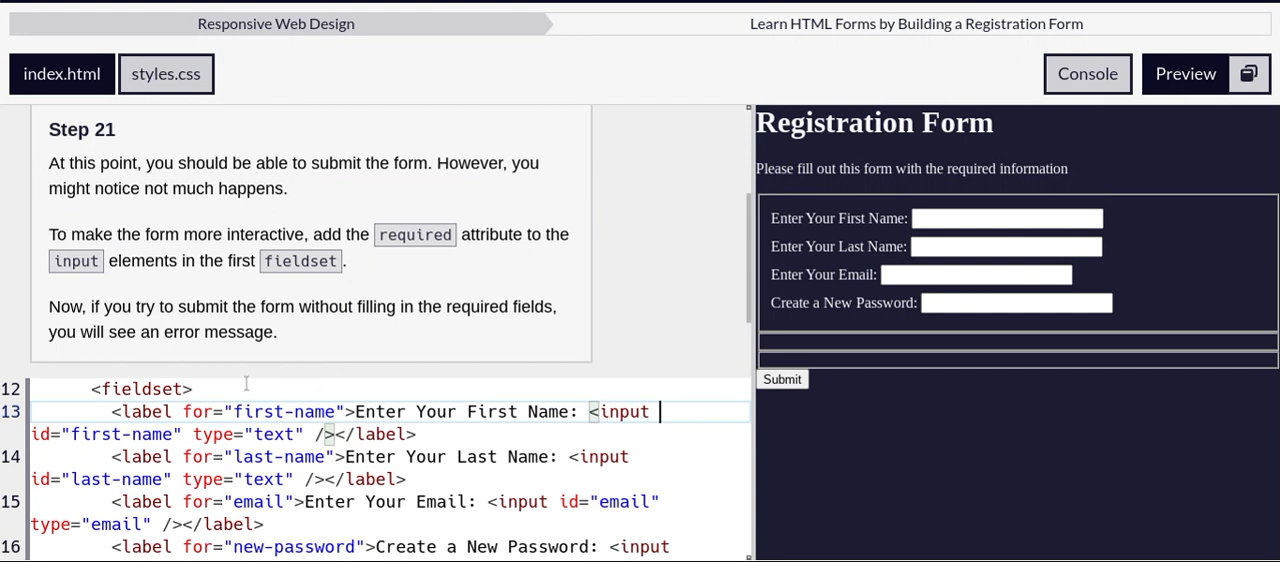 Responsive Web Design
Learn HTML Forms by Building a Registration Form
index.html
styles.css
Console
Preview
Step 21
At this point, you should be able to submit the form. However, you
might notice not much happens.
To make the form more interactive, add the required attribute to the
input elements in the first fieldset.
Now, if you try to submit the form without filling in the required fields,
you will see an error message.
12 <fieldset>
13 <label for="first-name">Enter Your First Name: <input
id="first-name" type="text" /></label>
14 <label for="last-name">Enter Your Last Name: <input
id="last-name" type="text" /></label>
15 <label for="email">Enter Your Email: <input id="email"
type="email" /></label>
16 <label for="new-password">Create a New Password: <input
Registration Form
Please fill out this form with the required information
Enter Your First Name:
Enter Your Last Name:
Enter Your Email:
Create a New Password:
Submit